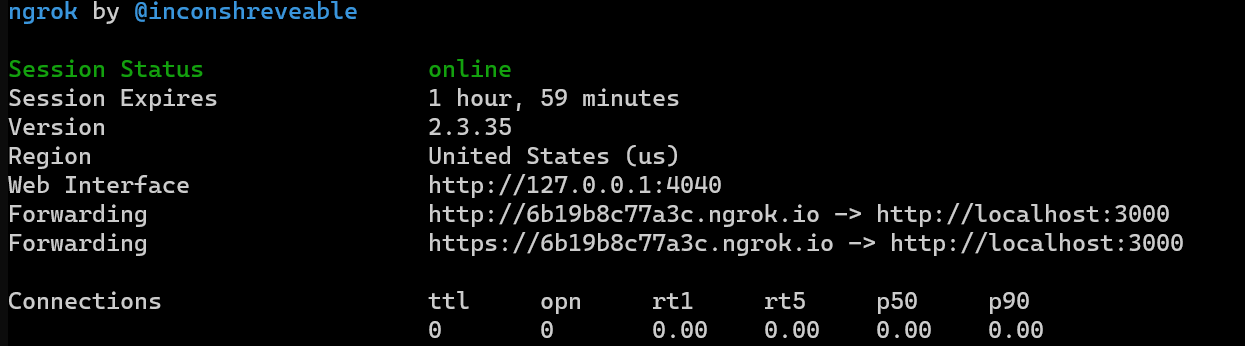 ngrok by @inconshreveable
Session Status online
Session Expires 1 hour, 59 minutes
Version 2.3.35
Region United States (us)
Web Interface http://127.0.0.1:4040
Forwarding http://6b19b8c77a3c.ngrok.io -> http://localhost:3000
Forwarding https://6b19b8c77a3c.ngrok.io -> http://localhost:3000
Connections ttl opn rt1 rt5 p50 p90
0 0 0.00 0.00 0.00 0.00